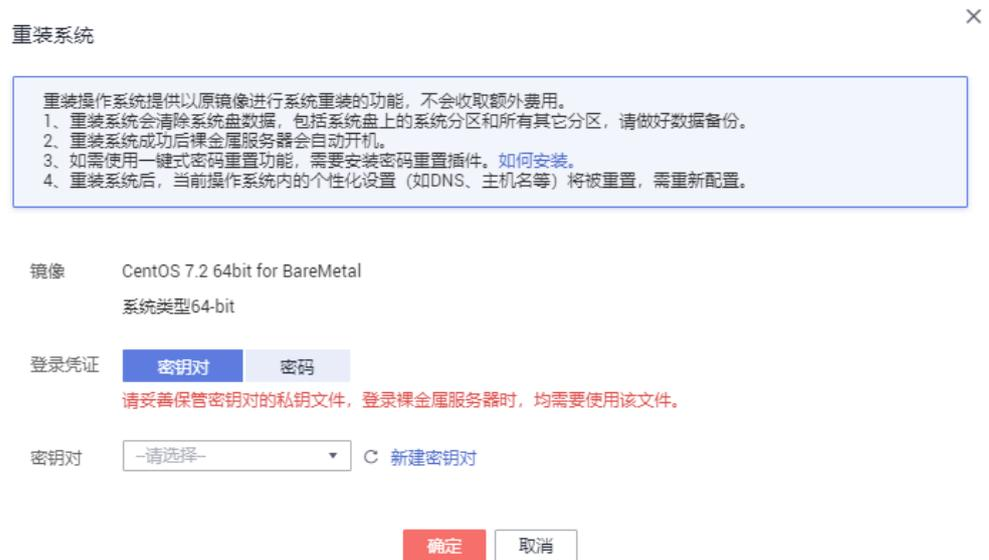 重装系统
重装操作系统提供以原镜像进行系统重装的功能，不会收取额外费用。
1、重装系统会清除系统盘数据，包括系统盘上的系统分区和所有其它分区，请做好数据备份。
2、重装系统成功后裸金属服务器会自动开机。
3、如需使用一键式密码重置功能，需要安装密码重置插件。如何安装。
4、重装系统后，当前操作系统内的个性化设置（如DNS、主机名等）将被重置，需重新配置。
镜像 CentOS 7.2 64bit for BareMetal
系统类型64-bit
登录凭证 密钥对 密码
请妥善保管密钥对的私钥文件，登录裸金属服务器时，均需要使用该文件。
密钥对 --请选择-- 新建密钥对
确定 取消